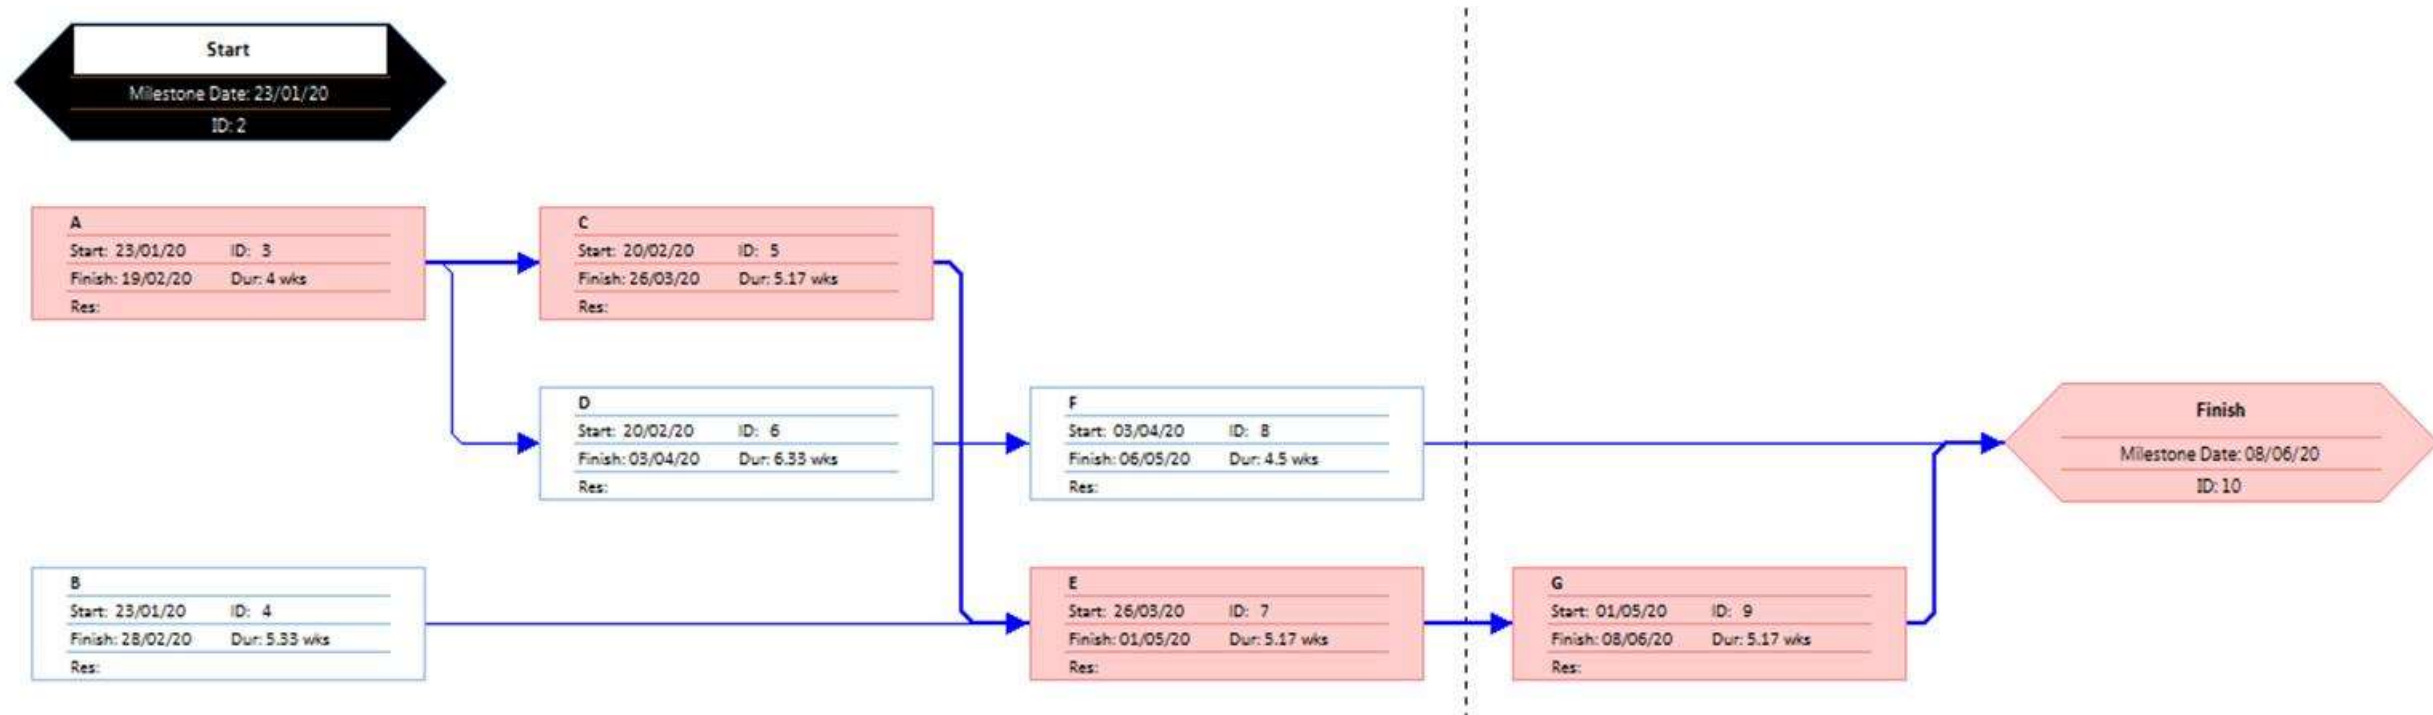 Start
Milestone Date: 23/01/20
ID: 2
A
Start: 23/01/20 ID: 3
Finish: 19/02/20 Dur: 4 wks
Res:
C
Start: 20/02/20 ID: 5
Finish: 26/03/20 Dur: 5.17 wks
Res:
D
Start: 20/02/20 ID: 6
Finish: 03/04/20 Dur: 6.33 wks
Res:
F
Start: 03/04/20 ID: 8
Finish: 06/05/20 Dur: 4.5 wks
Res:
Finish
Milestone Date: 08/06/20
ID: 10
B
Start: 23/01/20 ID: 4
Finish: 28/02/20 Dur: 5.33 wks
Res:
E
Start: 26/03/20 ID: 7
Finish: 01/05/20 Dur: 5.17 wks
Res:
G
Start: 01/05/20 ID: 9
Finish: 08/06/20 Dur: 5.17 wks
Res: